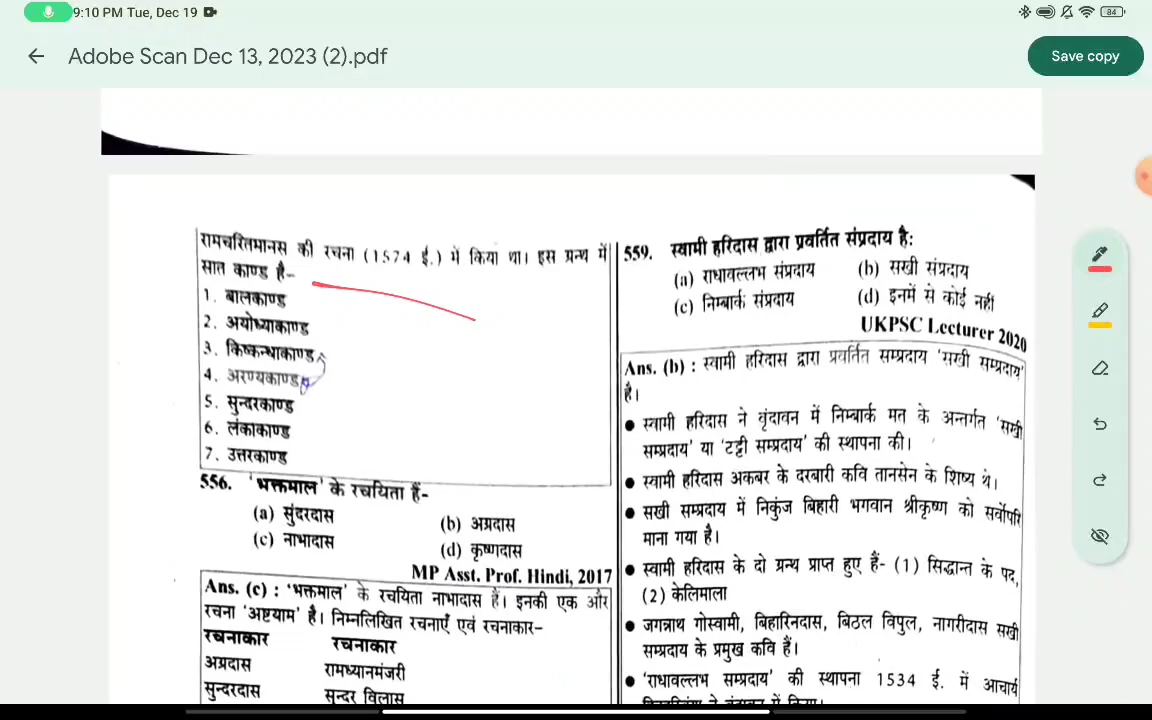 9:10 PM Tue, Dec 19
84
Adobe Scan Dec 13, 2023 (2).pdf
Save copy
रामचरितमानस की रचना (1574 ई.) में किया था। इस ग्रन्थ में
सात काण्ड है-
1. बालकाण्ड
2. अयोध्याकाण्ड
3. किष्कन्धाकाण्ड
4. अरण्यकाण्ड
5. सुन्दरकाण्ड
6. लंकाकाण्ड
7. उत्तरकाण्ड
556. 'भक्तमाल' के रचयिता हैं-
(a) सुंदरदास (b) अग्रदास
(c) नाभादास (d) कृष्णदास
MP Asst. Prof. Hindi, 2017
Ans. (c) : 'भक्तमाल' के रचयिता नाभादास हैं। इनकी एक और
रचना 'अष्टयाम' है। निम्नलिखित रचनाएँ एवं रचनाकार-
रचनाकार रचनाकार
अग्रदास रामध्यानमंजरी
सुन्दरदास सुन्दर विलास
559. स्वामी हरिदास द्वारा प्रवर्तित संप्रदाय है:
(a) राधावल्लभ संप्रदाय (b) सखी संप्रदाय
(c) निम्बार्क संप्रदाय (d) इनमें से कोई नहीं
UKPSC Lecturer 2020
Ans. (b) : स्वामी हरिदास द्वारा प्रवर्तित सम्प्रदाय 'सखी सम्प्रदाय'
है।
● स्वामी हरिदास ने वृंदावन में निम्बार्क मत के अन्तर्गत 'सखी
सम्प्रदाय' या 'टट्टी सम्प्रदाय' की स्थापना की।
● स्वामी हरिदास अकबर के दरबारी कवि तानसेन के शिष्य थे।
● सखी सम्प्रदाय में निकुंज बिहारी भगवान श्रीकृष्ण को सर्वोपरि
माना गया है।
● स्वामी हरिदास के दो ग्रन्थ प्राप्त हुए हैं- (1) सिद्धान्त के पद,
(2) केलिमाला
● जगन्नाथ गोस्वामी, बिहारिनदास, बिठल विपुल, नागरीदास सखी
सम्प्रदाय के प्रमुख कवि हैं।
● 'राधावल्लभ सम्प्रदाय' की स्थापना 1534 ई. में आचार्य